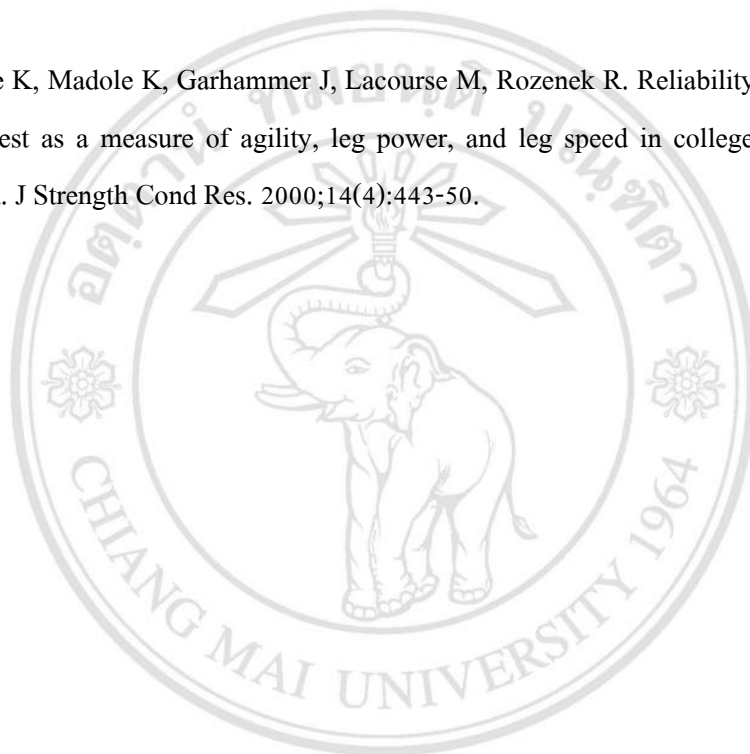 e K, Madole K, Garhammer J, Lacourse M, Rozenek R. Reliability
est as a measure of agility, leg power, and leg speed in college
. J Strength Cond Res. 2000;14(4):443-50.
CHIANG MAI UNIVERSITY 1964